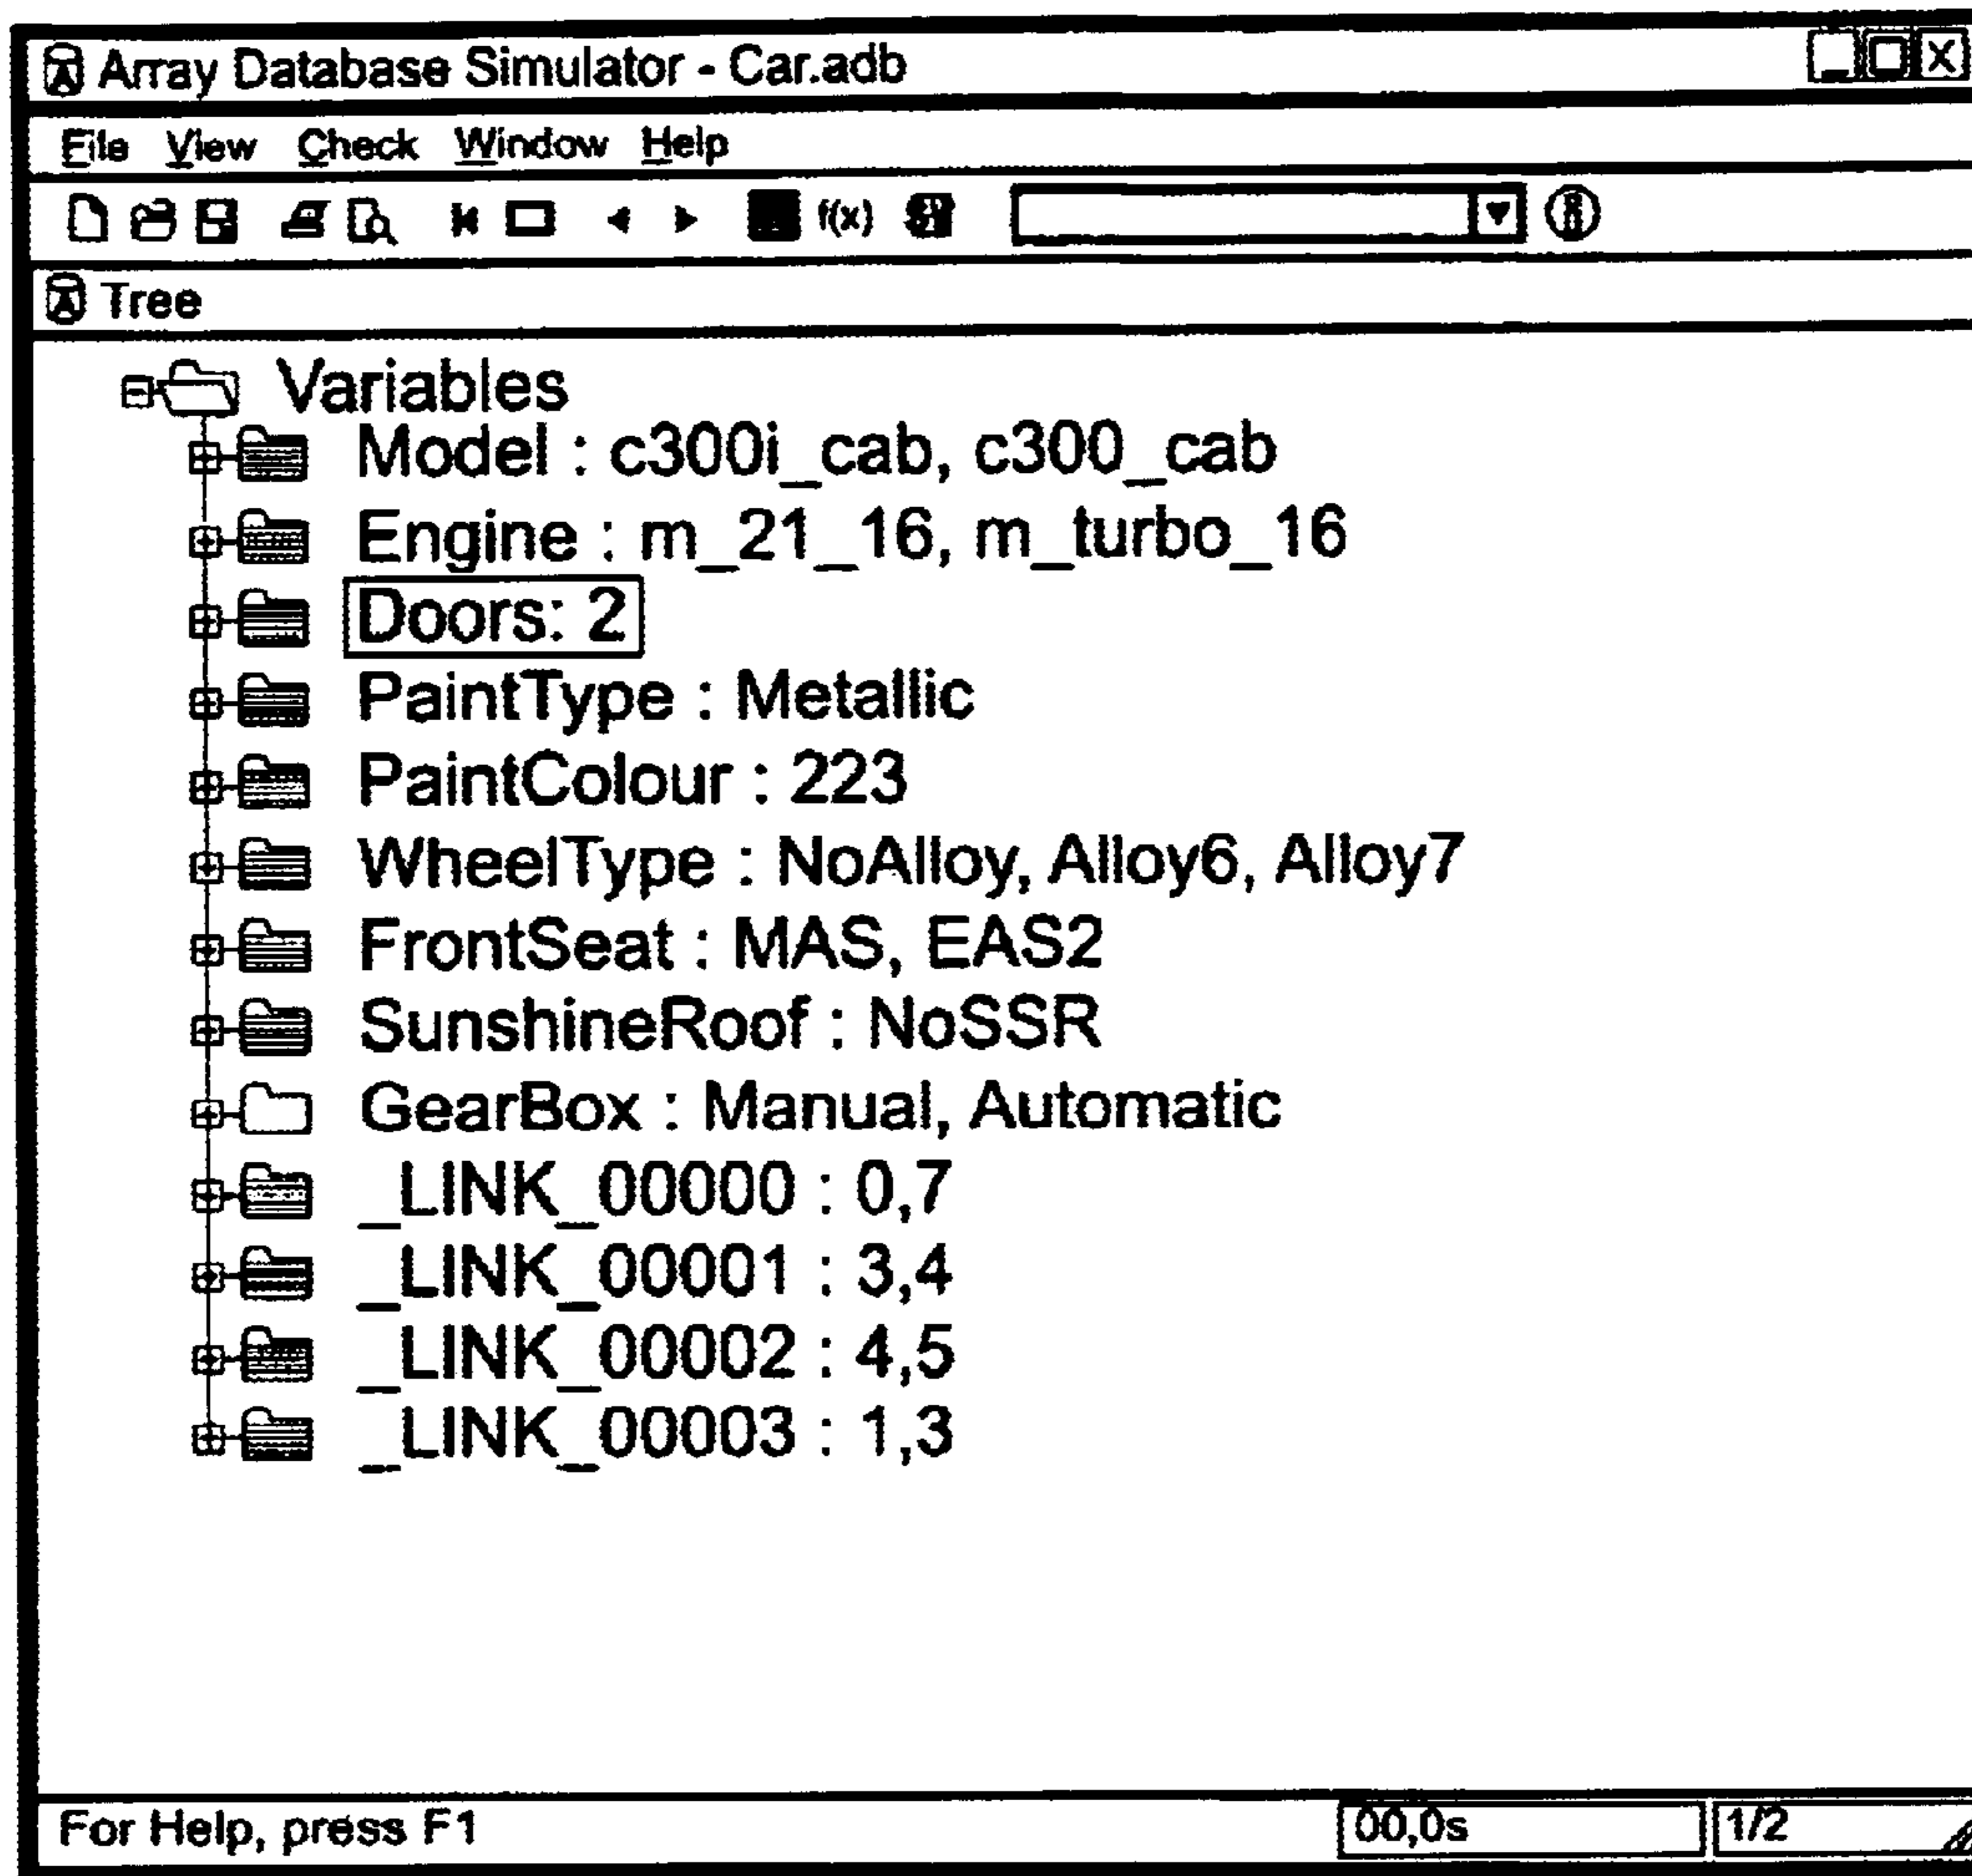 Array Database Simulator - Car.adb
File View Check Window Help
f(x)
Tree
Variables
Model : c300i_cab, c300_cab
Engine : m_21_16, m_turbo_16
Doors: 2
PaintType : Metallic
PaintColour : 223
WheelType : NoAlloy, Alloy6, Alloy7
FrontSeat : MAS, EAS2
SunshineRoof : NoSSR
GearBox : Manual, Automatic
_LINK_00000 : 0,7
_LINK_00001 : 3,4
_LINK_00002 : 4,5
_LINK_00003 : 1,3
For Help, press F1 00,0s 1/2